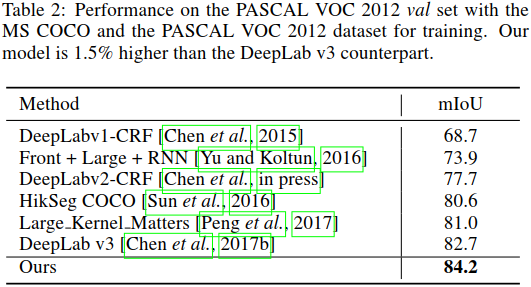 Table 2: Performance on the PASCAL VOC 2012 val set with the
MS COCO and the PASCAL VOC 2012 dataset for training. Our
model is 1.5% higher than the DeepLab v3 counterpart.
Method mIoU
DeepLabv1-CRF [Chen et al., 2015] 68.7
Front + Large + RNN [Yu and Koltun, 2016] 73.9
DeepLabv2-CRF [Chen et al., in press] 77.7
HikSeg COCO [Sun et al., 2016] 80.6
Large_Kernel_Matters [Peng et al., 2017] 81.0
DeepLab v3 [Chen et al., 2017b] 82.7
Ours 84.2